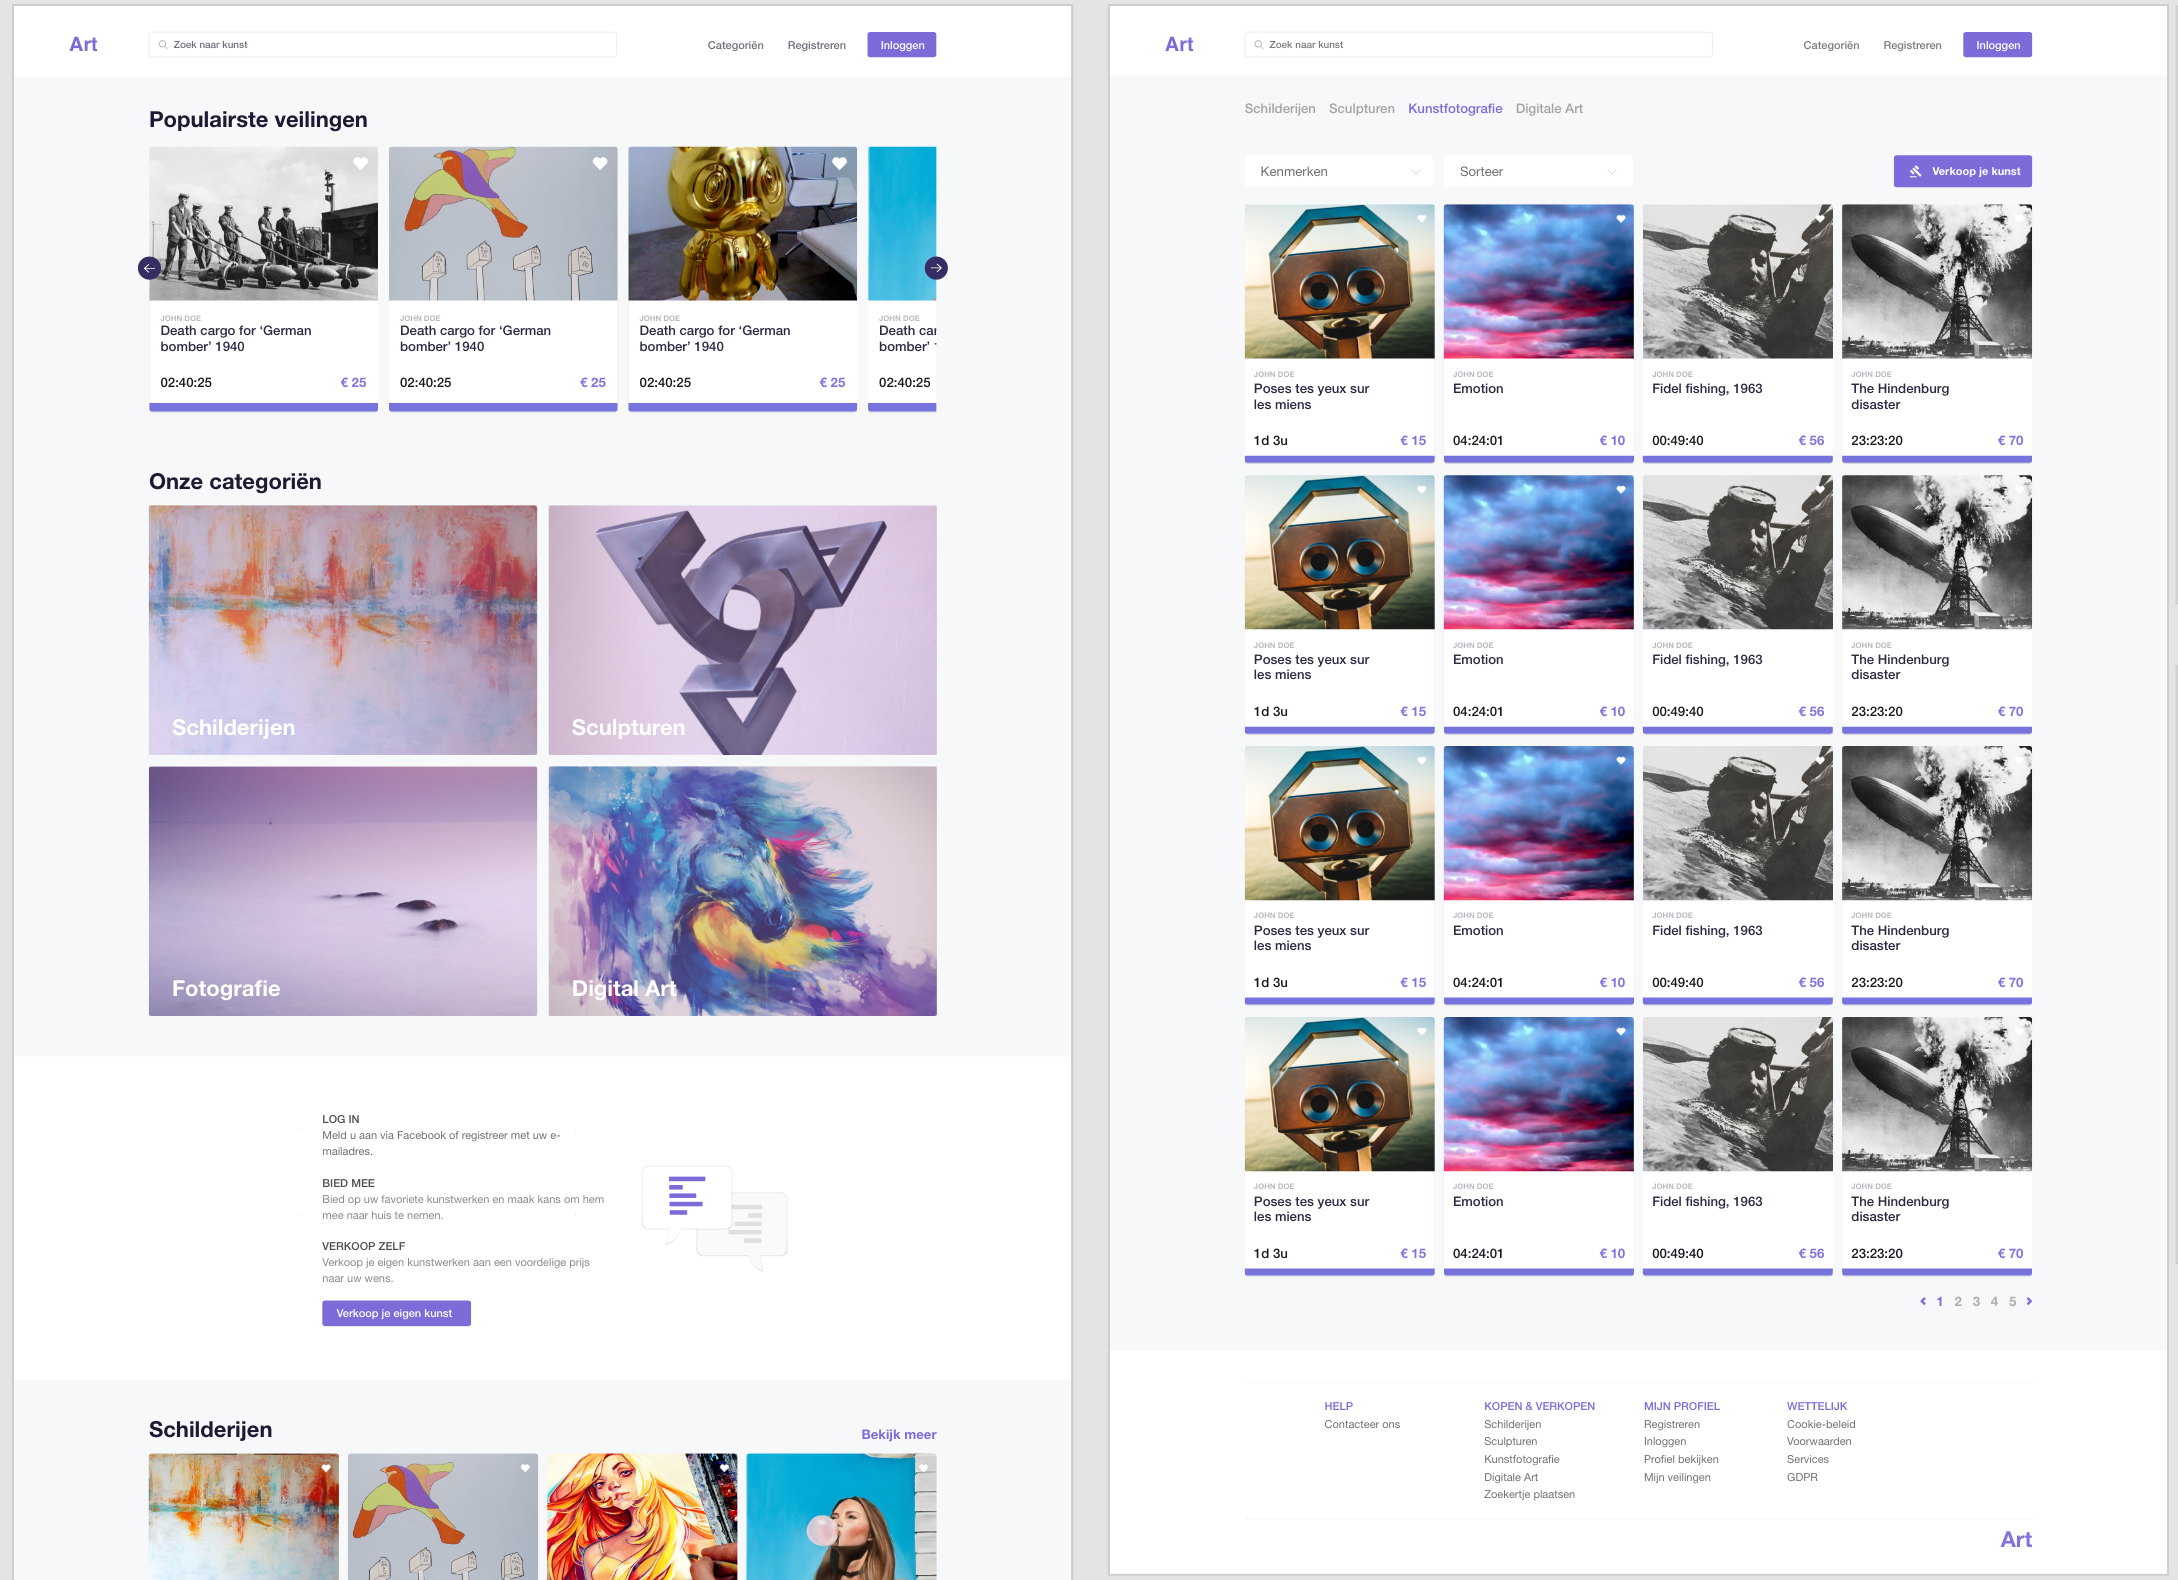 Art
Zoek naar kunst
Categoriën
Registreren
Inloggen
Populairste veilingen
JOHN DOE
Death cargo for ‘German
bomber’ 1940
02:40:25
€ 25
JOHN DOE
Death cargo for ‘German
bomber’ 1940
02:40:25
€ 25
JOHN DOE
Death cargo for ‘German
bomber’ 1940
02:40:25
€ 25
JOHN DOE
Death car
bomber’
02:40:25
Onze categoriën
Schilderijen
Sculpturen
Fotografie
Digital Art
LOG IN
Meld u aan via Facebook of registreer met uw e-
mailadres.
BIED MEE
Bied op uw favoriete kunstwerken en maak kans om hem
mee naar huis te nemen.
VERKOOP ZELF
Verkoop je eigen kunstwerken aan een voordelige prijs
naar uw wens.
Verkoop je eigen kunst
Schilderijen
Bekijk meer
Art
Zoek naar kunst
Categoriën
Registreren
Inloggen
Schilderijen
Sculpturen
Kunstfotografie
Digitale Art
Kenmerken
Sorteer
Verkoop je kunst
JOHN DOE
Poses tes yeux sur
les miens
1d 3u
€ 15
JOHN DOE
Emotion
04:24:01
€ 10
JOHN DOE
Fidel fishing, 1963
00:49:40
€ 56
JOHN DOE
The Hindenburg
disaster
23:23:20
€ 70
JOHN DOE
Poses tes yeux sur
les miens
1d 3u
€ 15
JOHN DOE
Emotion
04:24:01
€ 10
JOHN DOE
Fidel fishing, 1963
00:49:40
€ 56
JOHN DOE
The Hindenburg
disaster
23:23:20
€ 70
JOHN DOE
Poses tes yeux sur
les miens
1d 3u
€ 15
JOHN DOE
Emotion
04:24:01
€ 10
JOHN DOE
Fidel fishing, 1963
00:49:40
€ 56
JOHN DOE
The Hindenburg
disaster
23:23:20
€ 70
JOHN DOE
Poses tes yeux sur
les miens
1d 3u
€ 15
JOHN DOE
Emotion
04:24:01
€ 10
JOHN DOE
Fidel fishing, 1963
00:49:40
€ 56
JOHN DOE
The Hindenburg
disaster
23:23:20
€ 70
1 2 3 4 5
HELP
Contacteer ons
KOPEN & VERKOPEN
Schilderijen
Sculpturen
Kunstfotografie
Digitale Art
Zoekertje plaatsen
MIJN PROFIEL
Registreren
Inloggen
Profiel bekijken
Mijn veilingen
WETTELIJK
Cookie-beleid
Voorwaarden
Services
GDPR
Art